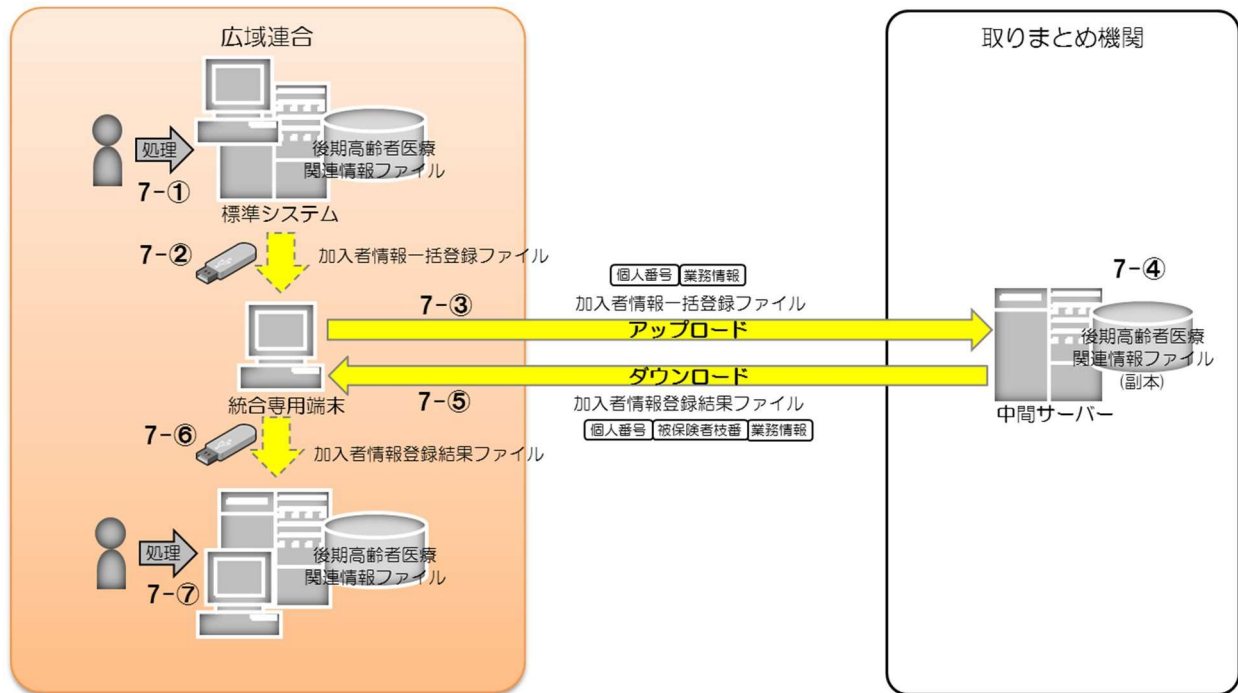 広域連合
処理
7-①
後期高齢者医療
関連情報ファイル
標準システム
7-②
加入者情報一括登録ファイル
7-③
個人番号 業務情報
加入者情報一括登録ファイル
アップロード
ダウンロード
7-⑤
加入者情報登録結果ファイル
個人番号 被保険者枝番 業務情報
統合専用端末
7-⑥
加入者情報登録結果ファイル
処理
7-⑦
後期高齢者医療
関連情報ファイル
取りまとめ機関
7-④
後期高齢者医療
関連情報ファイル
(副本)
中間サーバー